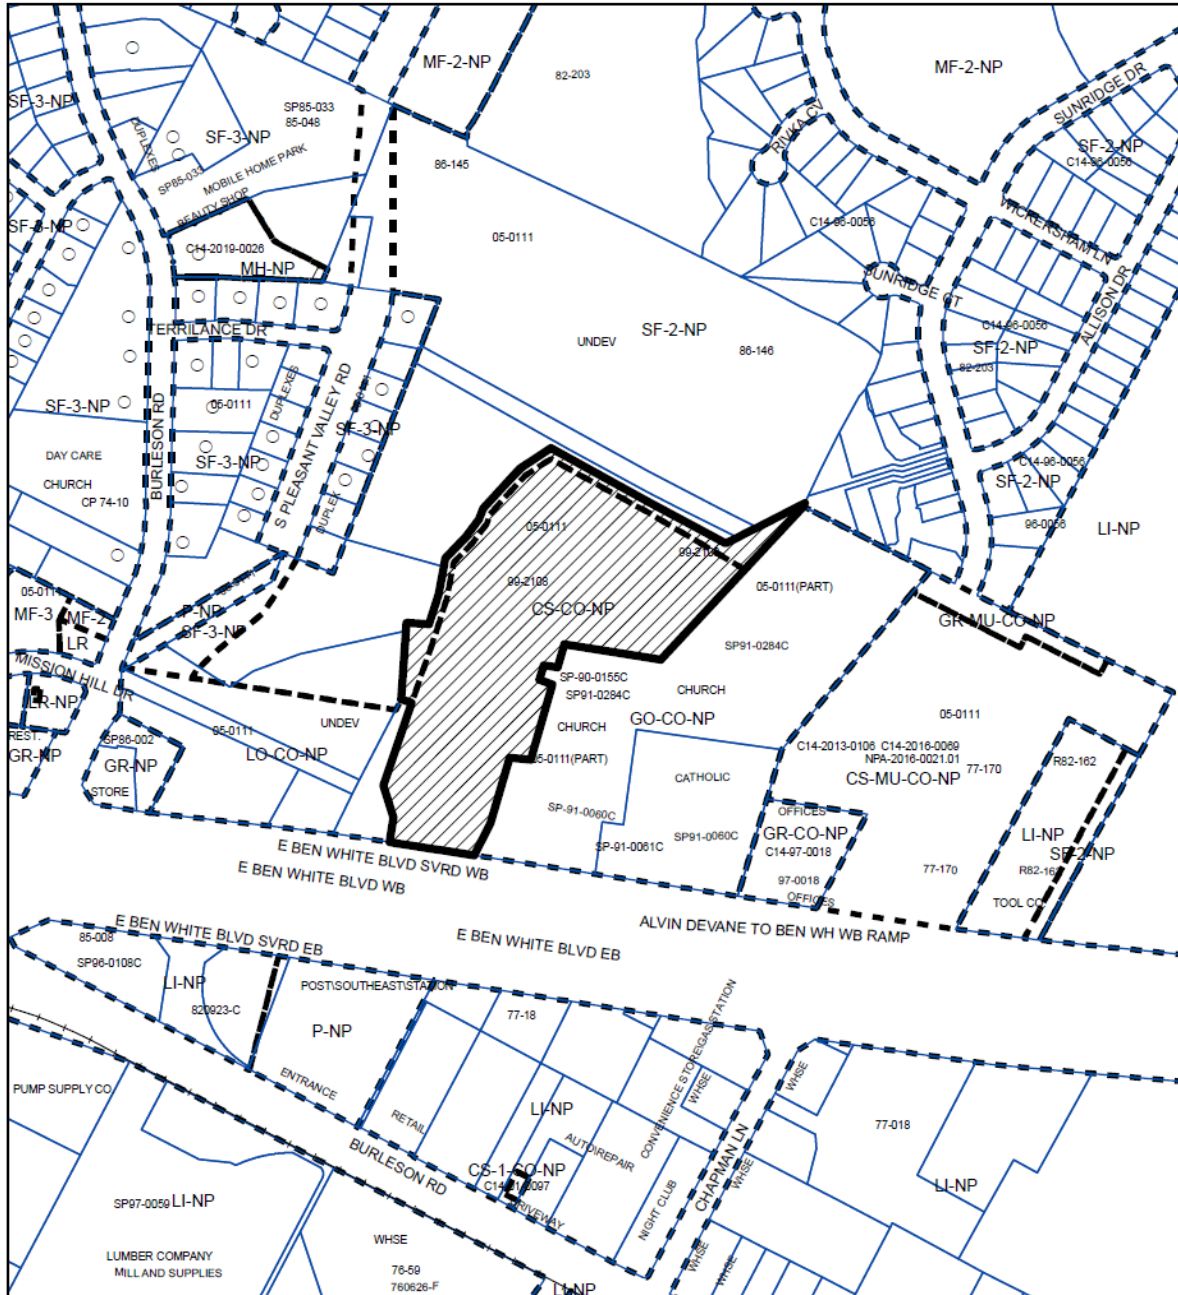 MF-2-NP
82-203
MF-2-NP
SUNRIDGE DR
SF-3-NP
SP85-033
85-048
SF-3-NP
DUPLEXES
RIVKA CV
SF-2-NP
C14-96-0056
SP85-033
MOBILE HOME PARK
BEAUTY SHOP
86-145
WICKERSHAM LN
SF-3-NP
C14-2019-0026
MH-NP
05-0111
C14-96-0056
SUNRIDGE CT
ALLISON DR
TERRILANCE DR
SF-2-NP
UNDEV
86-146
C14-96-0056
SF-2-NP
82-203
SF-3-NP
BURLESON RD
05-0111
DUPLEXES
S PLEASANT VALLEY RD
SF-3-NP
SF-3-NP
DUPLEX
DAY CARE
CHURCH
CP 74-10
C14-96-0056
SF-2-NP
96-0056
LI-NP
05-0111
99-2108
CS-CO-NP
05-0111(PART)
MF-3
MF-2
LR
P-NP
SF-3-NP
GR-MU-CO-NP
MISSION HILL DR
SP91-0284C
SP-90-0155C
SP91-0284C
CHURCH
LR-NP
REST.
GR-NP
SP86-002
GR-NP
STORE
05-0111
UNDEV
LO-CO-NP
CHURCH
GO-CO-NP
05-0111(PART)
05-0111
C14-2013-0106
C14-2016-0069
NPA-2016-0021.01
CS-MU-CO-NP
77-170
R82-162
CATHOLIC
SP-91-0060C
SP91-0060C
SP-91-0061C
OFFICES
GR-CO-NP
C14-97-0018
97-0018
OFFICES
77-170
LI-NP
SF-2-NP
TOOL CO.
E BEN WHITE BLVD SVRD WB
E BEN WHITE BLVD WB
ALVIN DEVANE TO BEN WH WB RAMP
E BEN WHITE BLVD SVRD EB
E BEN WHITE BLVD EB
85-008
SP96-0108C
LI-NP
820923-C
POST\SOUTHEAST\STATION
P-NP
77-18
ENTRANCE
RETAIL
LI-NP
AUTO\REPAIR
CONVENIENCE STORE\GAS STATION
WHSE
WHSE
77-018
PUMP SUPPLY CO
BURLESON RD
CS-1-CO-NP
DRIVEWAY
NIGHT CLUB
CHAPMAN LN
WHSE
LI-NP
SP97-0059
LI-NP
LUMBER COMPANY
MILL AND SUPPLIES
WHSE
76-59
760626-F
LI-NP
WHSE
WHSE